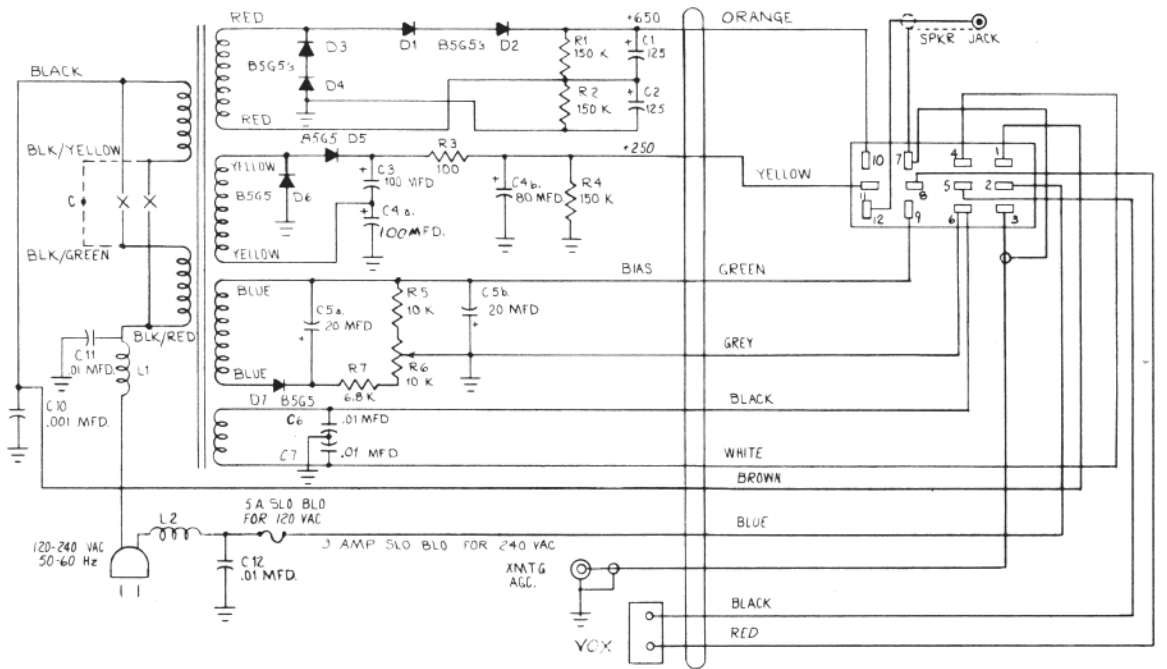 RED
+650
ORANGE
SPKR JACK
D3
D1
B5G5's
D2
R1
150 K
C1
125
B5G5's
BLACK
D4
R2
150 K
C2
125
RED
BLK/YELLOW
B5G5 D5
R3
100
+250
10
7
4
1
YELLOW
B5G5
D6
C3
100 MFD
C4b.
80 MFD.
R4
150 K
YELLOW
11
8
5
2
C
C4a.
100 MFD.
12
9
6
3
BLK/GREEN
YELLOW
BIAS
GREEN
BLUE
C5a.
20 MFD
R5
10 K
C5b.
20 MFD
BLK/RED
GREY
C11
.01 MFD.
L1
BLUE
R7
6.8K
R6
10 K
D7 B5G5
BLACK
C10
.001 MFD.
C6
.01 MFD
C7
.01 MFD
WHITE
BROWN
5 A SLO BLO
FOR 120 VAC
L2
BLUE
120-240 VAC
50-60 Hz
AMP SLO BLO FOR 240 VAC
C12
.01 MFD.
XMTG
AGC.
BLACK
RED
VOX